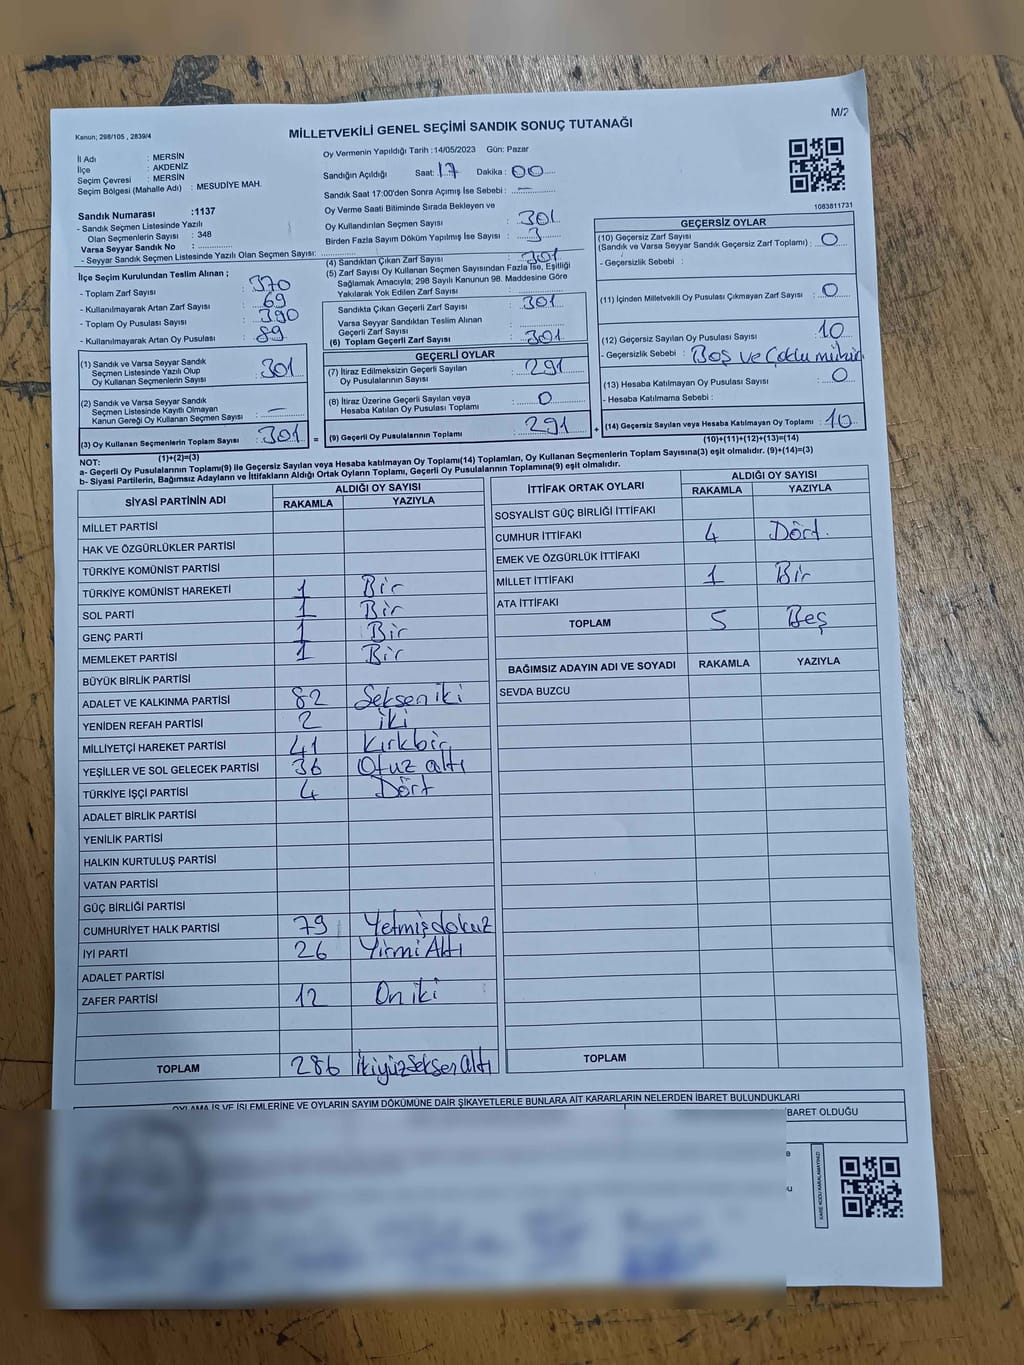 Kanun; 298/105 , 2839/4
M/2
MİLLETVEKİLİ GENEL SEÇİMİ SANDIK SONUÇ TUTANAĞI
İl Adı : MERSİN
İlçe : AKDENİZ
Seçim Çevresi : MERSİN
Seçim Bölgesi (Mahalle Adı) : MESUDİYE MAH.
Sandık Numarası :1137
- Sandık Seçmen Listesinde Yazılı
Olan Seçmenlerin Sayısı : 348
Varsa Seyyar Sandık No :
- Seyyar Sandık Seçmen Listesinde Yazılı Olan Seçmen Sayısı:
İlçe Seçim Kurulundan Teslim Alınan ;
- Toplam Zarf Sayısı : 370
- Kullanılmayarak Artan Zarf Sayısı : 69
- Toplam Oy Pusulası Sayısı : 390
- Kullanılmayarak Artan Oy Pusulası : 89
(1) Sandık ve Varsa Seyyar Sandık
Seçmen Listesinde Yazılı Olup
Oy Kullanan Seçmenlerin Sayısı : 301
(2) Sandık ve Varsa Seyyar Sandık
Seçmen Listesinde Kayıtlı Olmayan
Kanun Gereği Oy Kullanan Seçmen Sayısı : —
(3) Oy Kullanan Seçmenlerin Toplam Sayısı : 301 =
(1)+(2)=(3)
Oy Vermenin Yapıldığı Tarih :14/05/2023 Gün: Pazar
Sandığın Açıldığı Saat: 17 Dakika : 00
Sandık Saat 17:00'den Sonra Açımış İse Sebebi : —
Oy Verme Saati Bitiminde Sırada Bekleyen ve
Oy Kullandırılan Seçmen Sayısı : 301
Birden Fazla Sayım Döküm Yapılmış İse Sayısı : 3
(4) Sandıktan Çıkan Zarf Sayısı : 301
(5) Zarf Sayısı Oy Kullanan Seçmen Sayısından Fazla İse, Eşitliği
Sağlamak Amacıyla; 298 Sayılı Kanunun 98. Maddesine Göre
Yakılarak Yok Edilen Zarf Sayısı :
Sandıkta Çıkan Geçerli Zarf Sayısı : 301
Varsa Seyyar Sandıktan Teslim Alınan
Geçerli Zarf Sayısı :
(6) Toplam Geçerli Zarf Sayısı : 301
GEÇERLİ OYLAR
(7) İtiraz Edilmeksizin Geçerli Sayılan
Oy Pusulalarının Sayısı : 291
(8) İtiraz Üzerine Geçerli Sayılan veya
Hesaba Katılan Oy Pusulası Toplamı : 0
(9) Geçerli Oy Pusulalarının Toplamı : 291 +
1083811731
GEÇERSİZ OYLAR
(10) Geçersiz Zarf Sayısı
(Sandık ve Varsa Seyyar Sandık Geçersiz Zarf Toplamı) : 0
- Geçersizlik Sebebi :
(11) İçinden Milletvekili Oy Pusulası Çıkmayan Zarf Sayısı : 0
(12) Geçersiz Sayılan Oy Pusulası Sayısı : 10
- Geçersizlik Sebebi : Boş ve Çoklu mühür
(13) Hesaba Katılmayan Oy Pusulası Sayısı : 0
- Hesaba Katılmama Sebebi :
(14) Geçersiz Sayılan veya Hesaba Katılmayan Oy Toplamı : 10
(10)+(11)+(12)+(13)=(14)
NOT:
a- Geçerli Oy Pusulalarının Toplamı(9) ile Geçersiz Sayılan veya Hesaba katılmayan Oy Toplamı(14) Toplamları, Oy Kullanan Seçmenlerin Toplam Sayısına(3) eşit olmalıdır. (9)+(14)=(3)
b- Siyasi Partilerin, Bağımsız Adayların ve İttifakların Aldığı Ortak Oyların Toplamı, Geçerli Oy Pusulalarının Toplamına(9) eşit olmalıdır.
SİYASİ PARTİNİN ADI ALDIĞI OY SAYISI
RAKAMLA YAZIYLA
MİLLET PARTİSİ
HAK VE ÖZGÜRLÜKLER PARTİSİ
TÜRKİYE KOMÜNİST PARTİSİ
TÜRKİYE KOMÜNİST HAREKETİ 1 Bir
SOL PARTİ 1 Bir
GENÇ PARTİ 1 Bir
MEMLEKET PARTİSİ 1 Bir
BÜYÜK BİRLİK PARTİSİ
ADALET VE KALKINMA PARTİSİ 82 Seksen iki
YENİDEN REFAH PARTİSİ 2 iki
MİLLİYETÇİ HAREKET PARTİSİ 41 Kırkbir
YEŞİLLER VE SOL GELECEK PARTİSİ 36 Otuz altı
TÜRKİYE İŞÇİ PARTİSİ 4 Dört
ADALET BİRLİK PARTİSİ
YENİLİK PARTİSİ
HALKIN KURTULUŞ PARTİSİ
VATAN PARTİSİ
GÜÇ BİRLİĞİ PARTİSİ
CUMHURİYET HALK PARTİSİ 79 Yetmişdokuz
İYİ PARTİ 26 Yirmi Altı
ADALET PARTİSİ
ZAFER PARTİSİ 12 On iki
TOPLAM 286 İkiyüzseksen altı
İTTİFAK ORTAK OYLARI ALDIĞI OY SAYISI
RAKAMLA YAZIYLA
SOSYALİST GÜÇ BİRLİĞİ İTTİFAKI
CUMHUR İTTİFAKI 4 Dört.
EMEK VE ÖZGÜRLÜK İTTİFAKI
MİLLET İTTİFAKI 1 Bir
ATA İTTİFAKI
TOPLAM 5 Beş
BAĞIMSIZ ADAYIN ADI VE SOYADI RAKAMLA YAZIYLA
SEVDA BUZCU
TOPLAM
OYLAMA İŞ VE İŞLEMLERİNE VE OYLARIN SAYIM DÖKÜMÜNE DAİR ŞİKAYETLERLE BUNLARA AİT KARARLARIN NELERDEN İBARET BULUNDUKLARI
İBARET OLDUĞU
KARE KODU KARALAMAYINIZ!